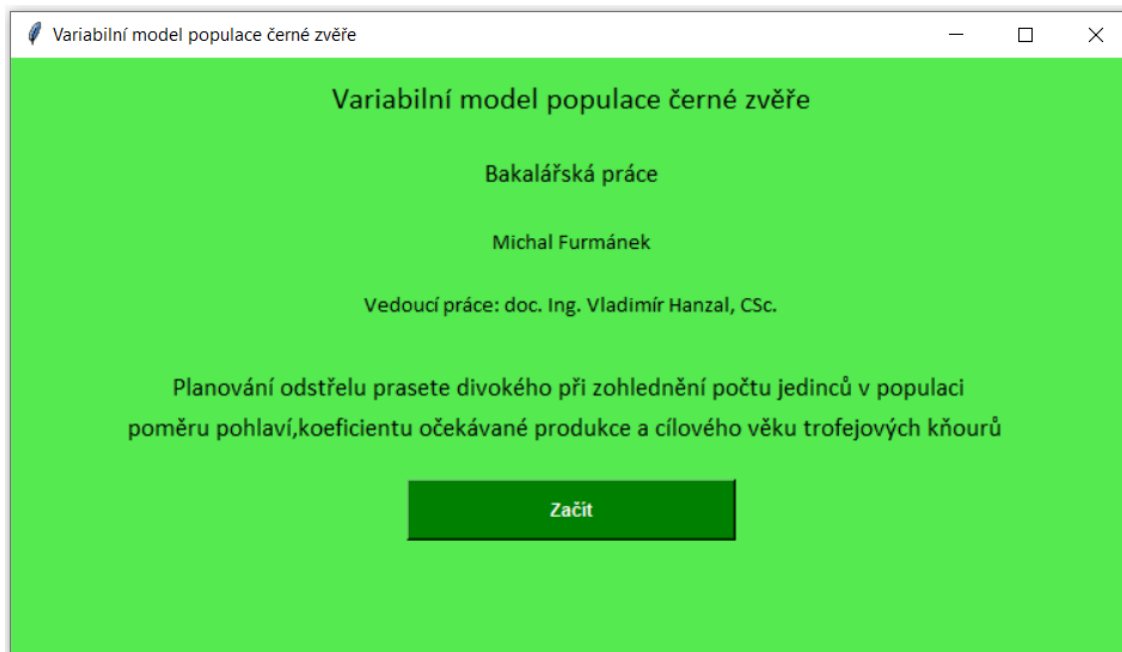 Variabilní model populace černé zvěře
Variabilní model populace černé zvěře
Bakalářská práce
Michal Furmánek
Vedoucí práce: doc. Ing. Vladimír Hanzal, CSc.
Planování odstřelu prasete divokého při zohlednění počtu jedinců v populaci
poměru pohlaví,koeficientu očekávané produkce a cílového věku trofejových kňourů
Začít